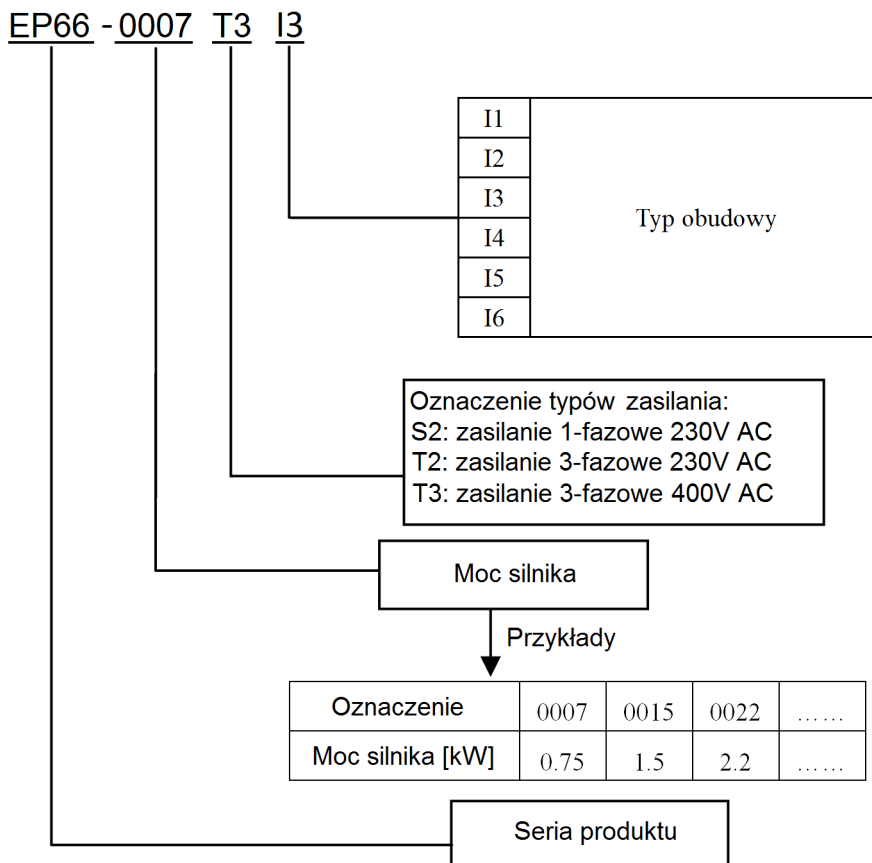 EP66 - 0007 T3 I3
I1
I2
I3
I4
I5
I6
Typ obudowy
Oznaczenie typów zasilania:
S2: zasilanie 1-fazowe 230V AC
T2: zasilanie 3-fazowe 230V AC
T3: zasilanie 3-fazowe 400V AC
Moc silnika
Przykłady
Oznaczenie 0007 0015 0022 ……
Moc silnika [kW] 0.75 1.5 2.2 ……
Seria produktu